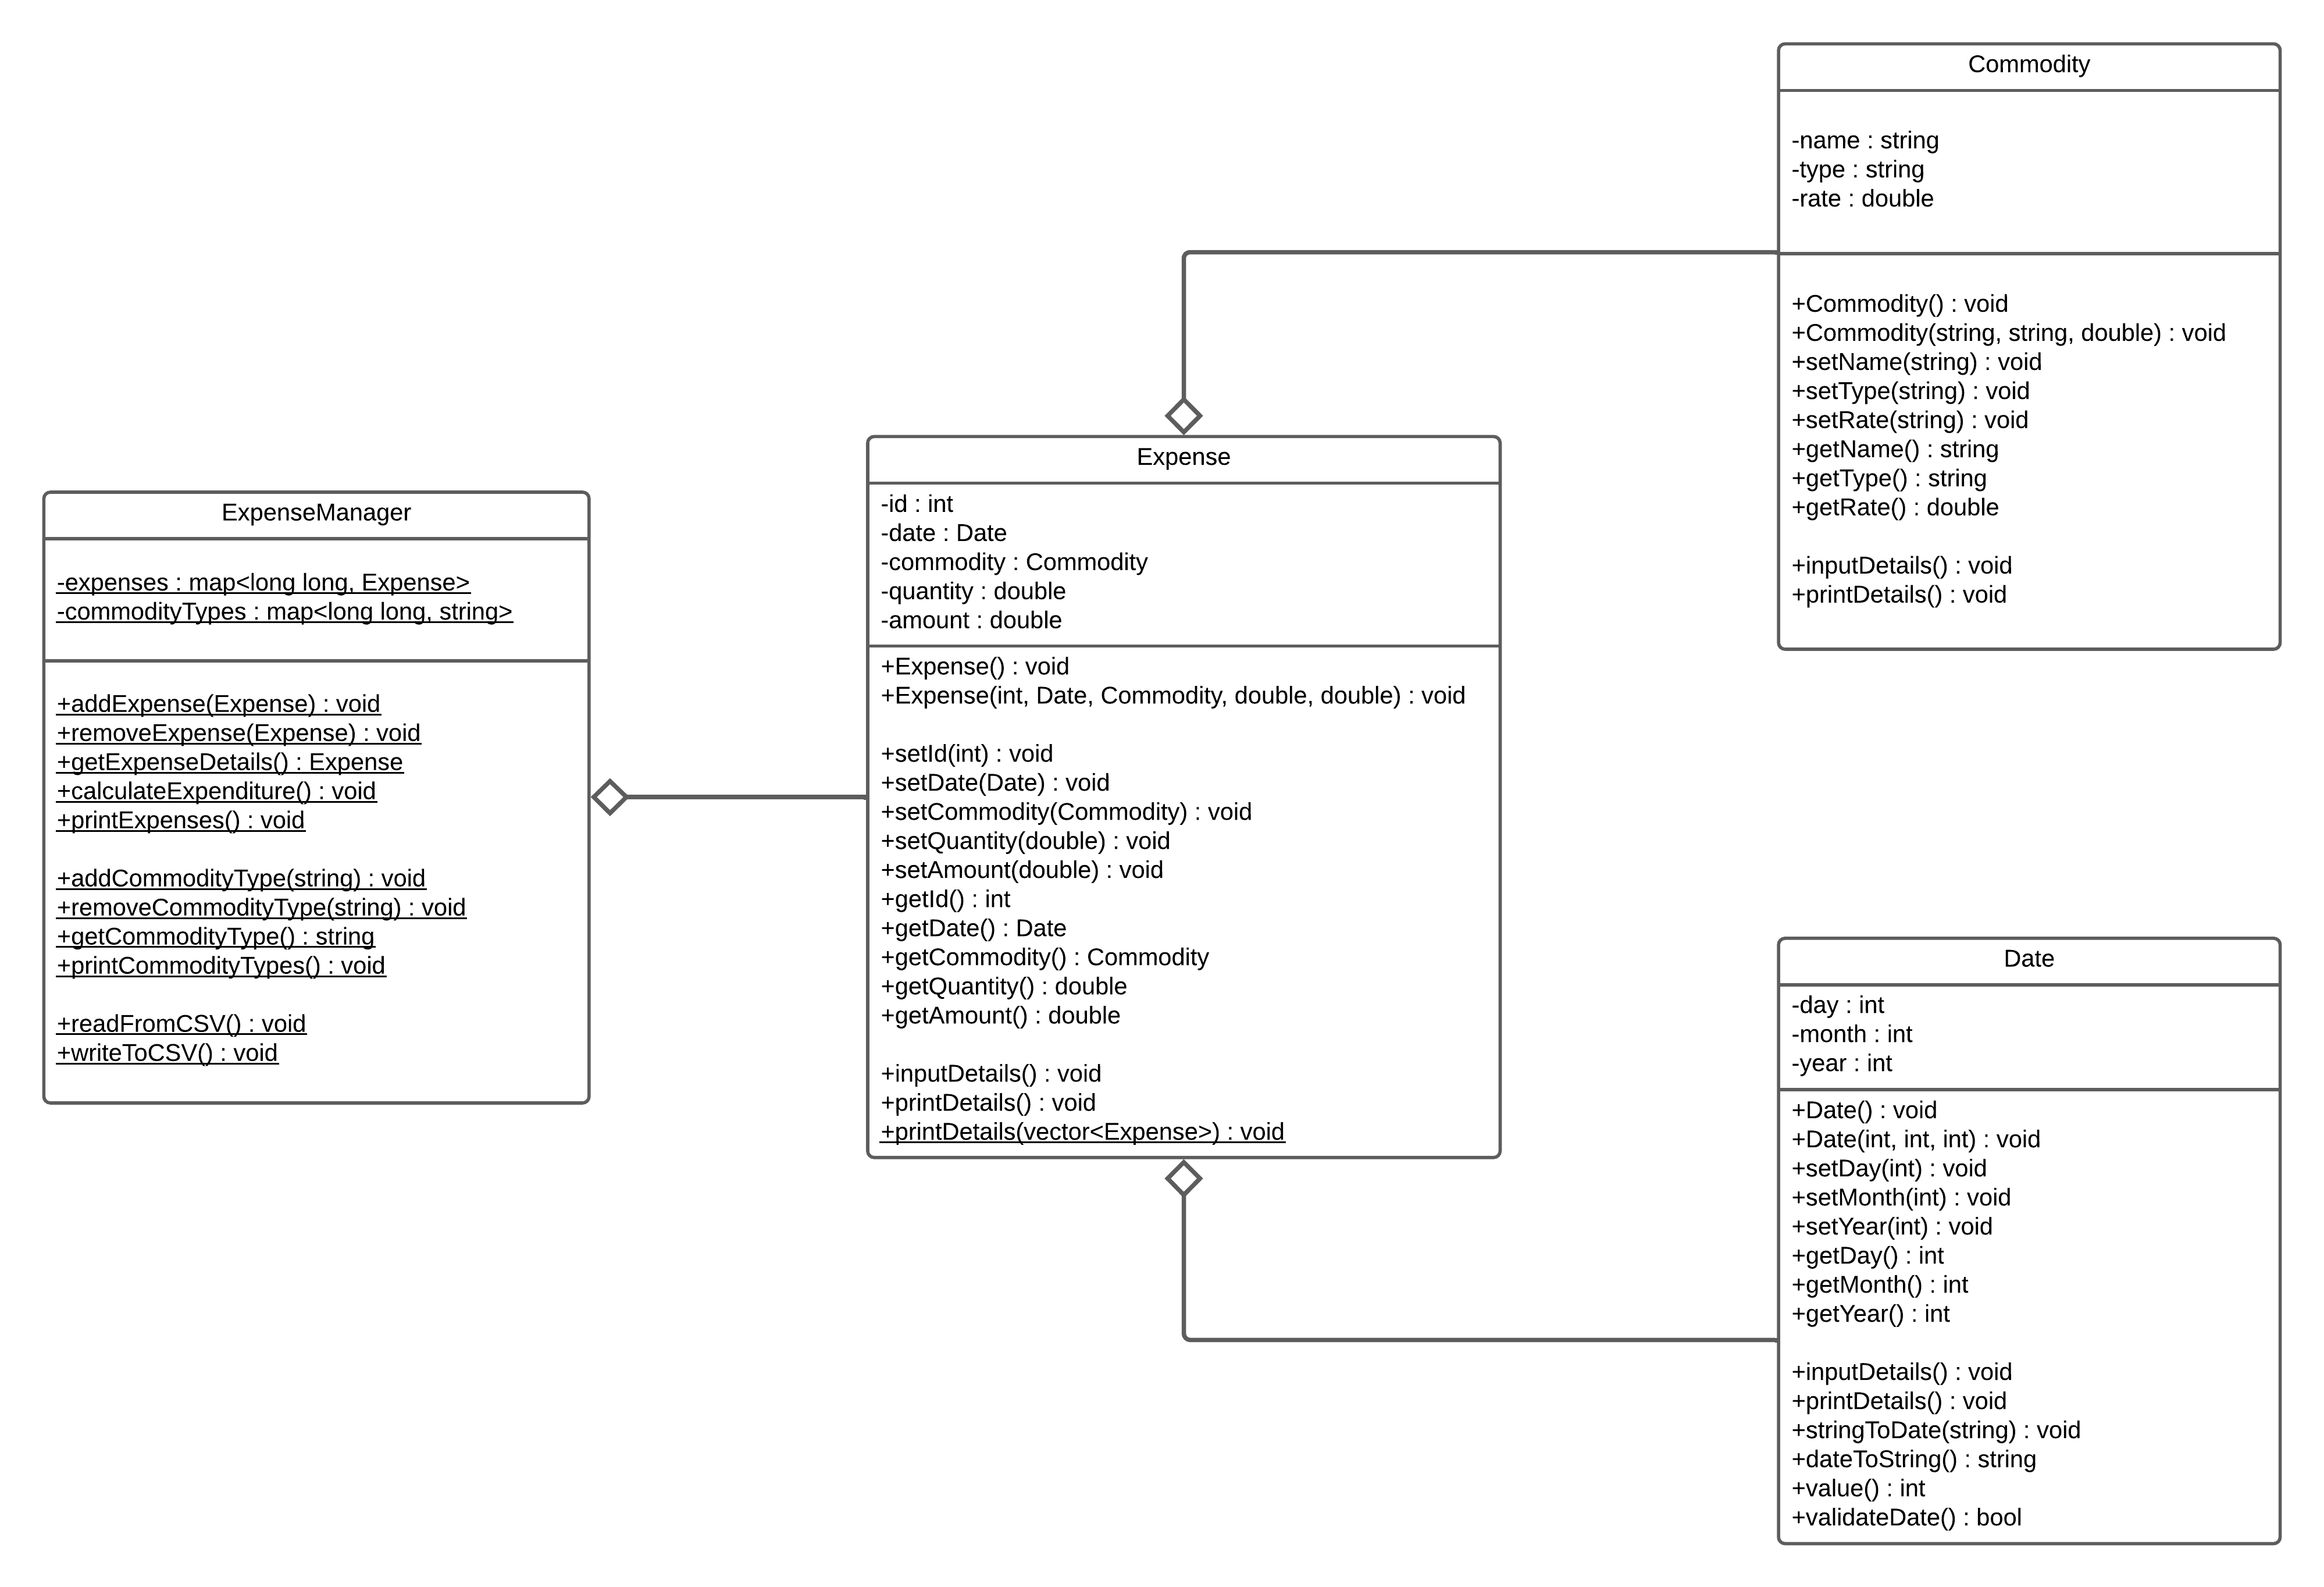 Commodity
-name : string
-type : string
-rate : double
+Commodity() : void
+Commodity(string, string, double) : void
+setName(string) : void
+setType(string) : void
+setRate(string) : void
+getName() : string
+getType() : string
+getRate() : double
+inputDetails() : void
+printDetails() : void
Expense
-id : int
-date : Date
-commodity : Commodity
-quantity : double
-amount : double
+Expense() : void
+Expense(int, Date, Commodity, double, double) : void
+setId(int) : void
+setDate(Date) : void
+setCommodity(Commodity) : void
+setQuantity(double) : void
+setAmount(double) : void
+getId() : int
+getDate() : Date
+getCommodity() : Commodity
+getQuantity() : double
+getAmount() : double
+inputDetails() : void
+printDetails() : void
+printDetails(vector<Expense>) : void
ExpenseManager
-expenses : map<long long, Expense>
-commodityTypes : map<long long, string>
+addExpense(Expense) : void
+removeExpense(Expense) : void
+getExpenseDetails() : Expense
+calculateExpenditure() : void
+printExpenses() : void
+addCommodityType(string) : void
+removeCommodityType(string) : void
+getCommodityType() : string
+printCommodityTypes() : void
+readFromCSV() : void
+writeToCSV() : void
Date
-day : int
-month : int
-year : int
+Date() : void
+Date(int, int, int) : void
+setDay(int) : void
+setMonth(int) : void
+setYear(int) : void
+getDay() : int
+getMonth() : int
+getYear() : int
+inputDetails() : void
+printDetails() : void
+stringToDate(string) : void
+dateToString() : string
+value() : int
+validateDate() : bool